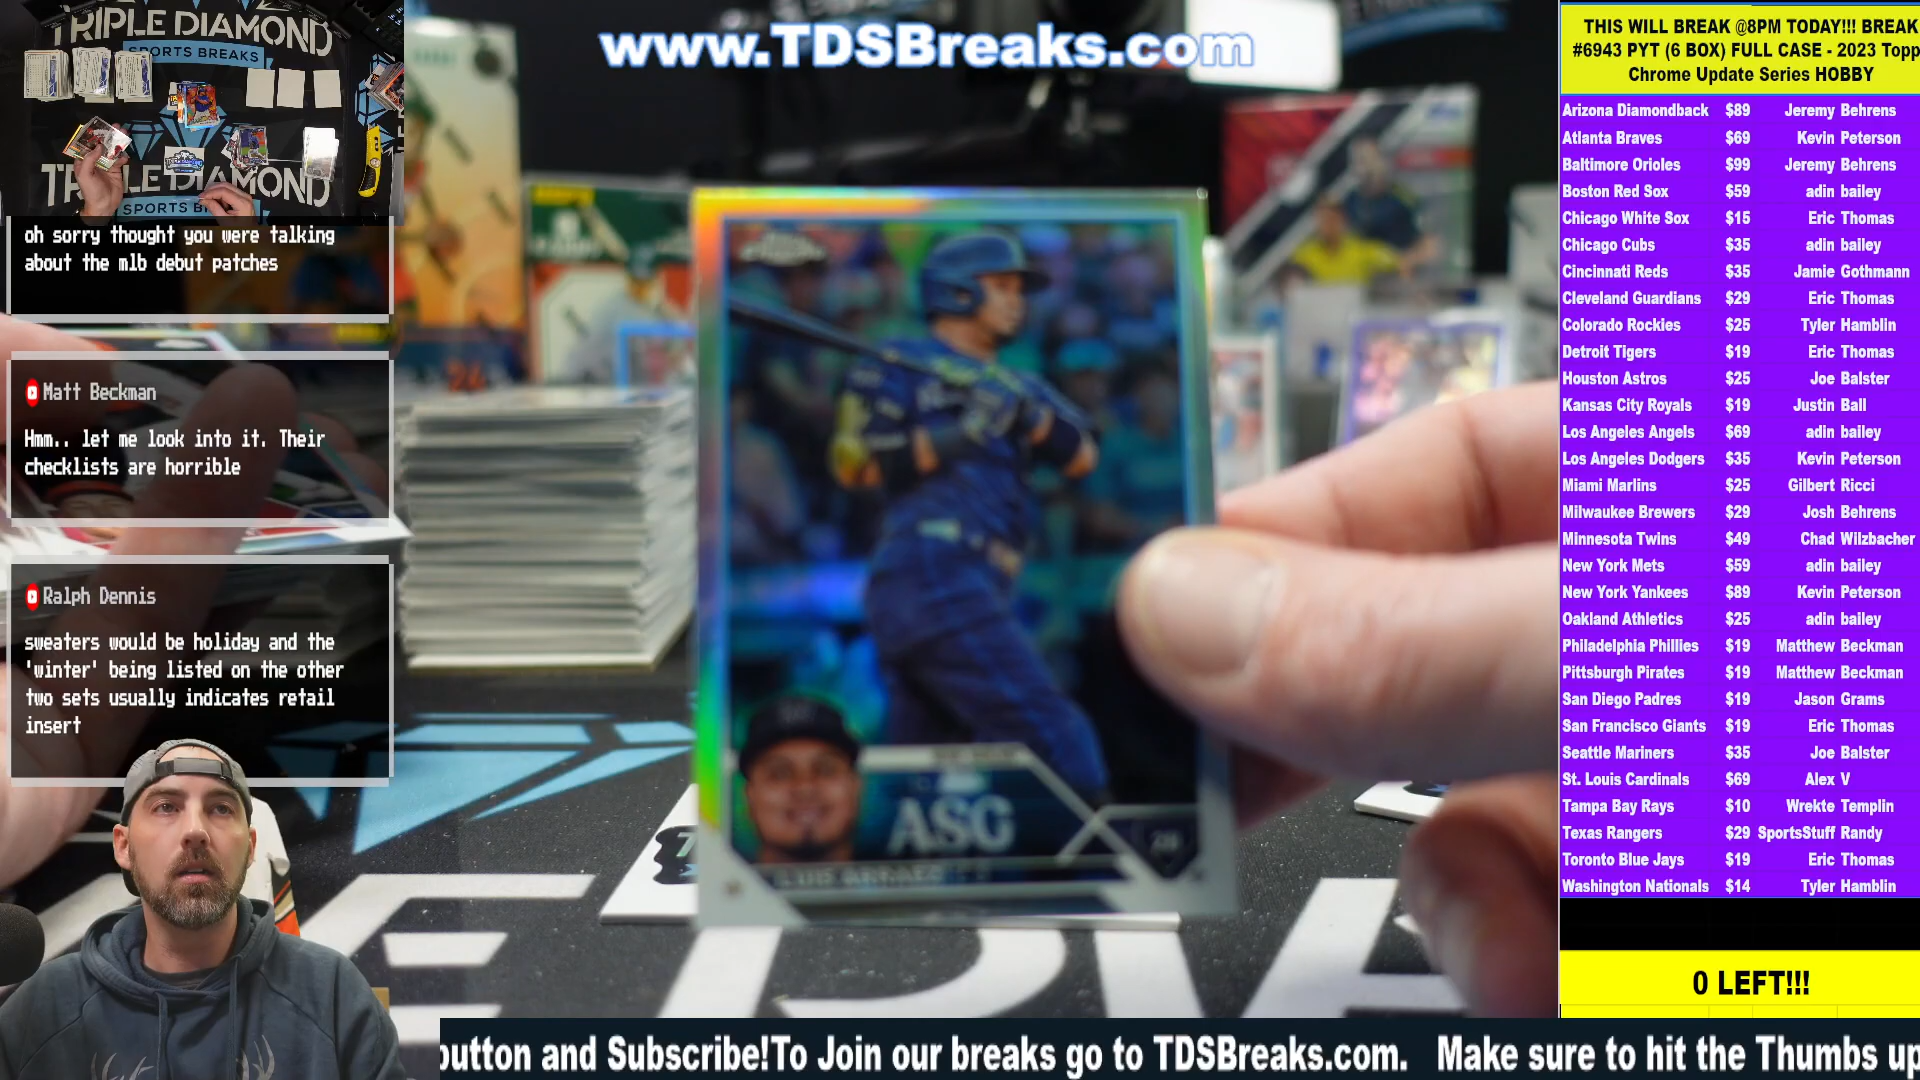 TRIPLE DIAMOND
SPORTS BREAKS
www.TDSBreaks.com
oh sorry thought you were talking
about the mlb debut patches
Matt Beckman
Hmm.. let me look into it. Their
checklists are horrible
Ralph Dennis
sweaters would be holiday and the
'winter' being listed on the other
two sets usually indicates retail
insert
ASG
THIS WILL BREAK @8PM TODAY!!! BREAK
#6943 PYT (6 BOX) FULL CASE - 2023 Topp
Chrome Update Series HOBBY
Arizona Diamondback $89 Jeremy Behrens
Atlanta Braves $69 Kevin Peterson
Baltimore Orioles $99 Jeremy Behrens
Boston Red Sox $59 adin bailey
Chicago White Sox $15 Eric Thomas
Chicago Cubs $35 adin bailey
Cincinnati Reds $35 Jamie Gothmann
Cleveland Guardians $29 Eric Thomas
Colorado Rockies $25 Tyler Hamblin
Detroit Tigers $19 Eric Thomas
Houston Astros $25 Joe Balster
Kansas City Royals $19 Justin Ball
Los Angeles Angels $69 adin bailey
Los Angeles Dodgers $35 Kevin Peterson
Miami Marlins $25 Gilbert Ricci
Milwaukee Brewers $29 Josh Behrens
Minnesota Twins $49 Chad Wilzbacher
New York Mets $59 adin bailey
New York Yankees $89 Kevin Peterson
Oakland Athletics $25 adin bailey
Philadelphia Phillies $19 Matthew Beckman
Pittsburgh Pirates $19 Matthew Beckman
San Diego Padres $19 Jason Grams
San Francisco Giants $19 Eric Thomas
Seattle Mariners $35 Joe Balster
St. Louis Cardinals $69 Alex V
Tampa Bay Rays $10 Wrekte Templin
Texas Rangers $29 SportsStuff Randy
Toronto Blue Jays $19 Eric Thomas
Washington Nationals $14 Tyler Hamblin
0 LEFT!!!
button and Subscribe!To Join our breaks go to TDSBreaks.com. Make sure to hit the Thumbs up